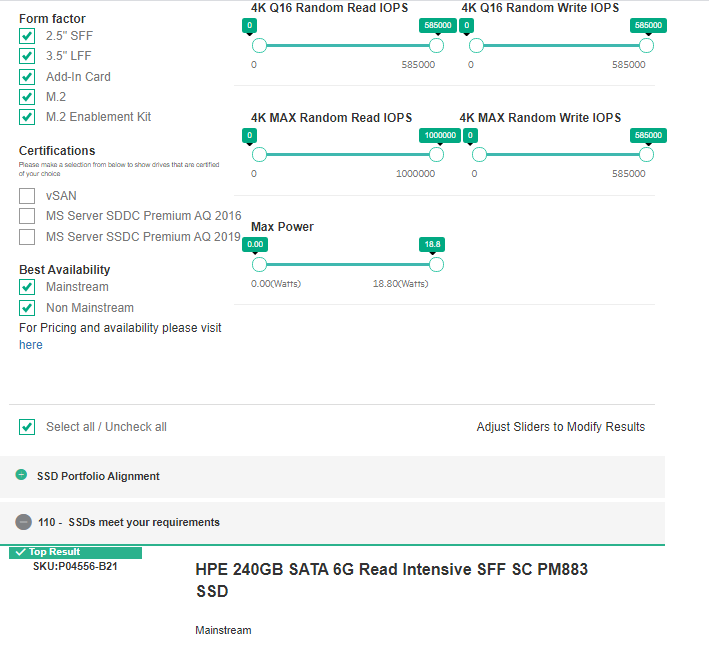 Form factor
2.5" SFF
3.5" LFF
Add-In Card
M.2
M.2 Enablement Kit
Certifications
Please make a selection from below to show drives that are certified
of your choice
vSAN
MS Server SDDC Premium AQ 2016
MS Server SSDC Premium AQ 2019
Best Availability
Mainstream
Non Mainstream
For Pricing and availability please visit
here
4K Q16 Random Read IOPS
0 585000
0 585000
4K Q16 Random Write IOPS
0 585000
0 585000
4K MAX Random Read IOPS
0 1000000
0 1000000
4K MAX Random Write IOPS
0 585000
0 585000
Max Power
0.00 18.8
0.00(Watts) 18.80(Watts)
Select all / Uncheck all
Adjust Sliders to Modify Results
SSD Portfolio Alignment
110 - SSDs meet your requirements
Top Result
SKU:P04556-B21
HPE 240GB SATA 6G Read Intensive SFF SC PM883
SSD
Mainstream